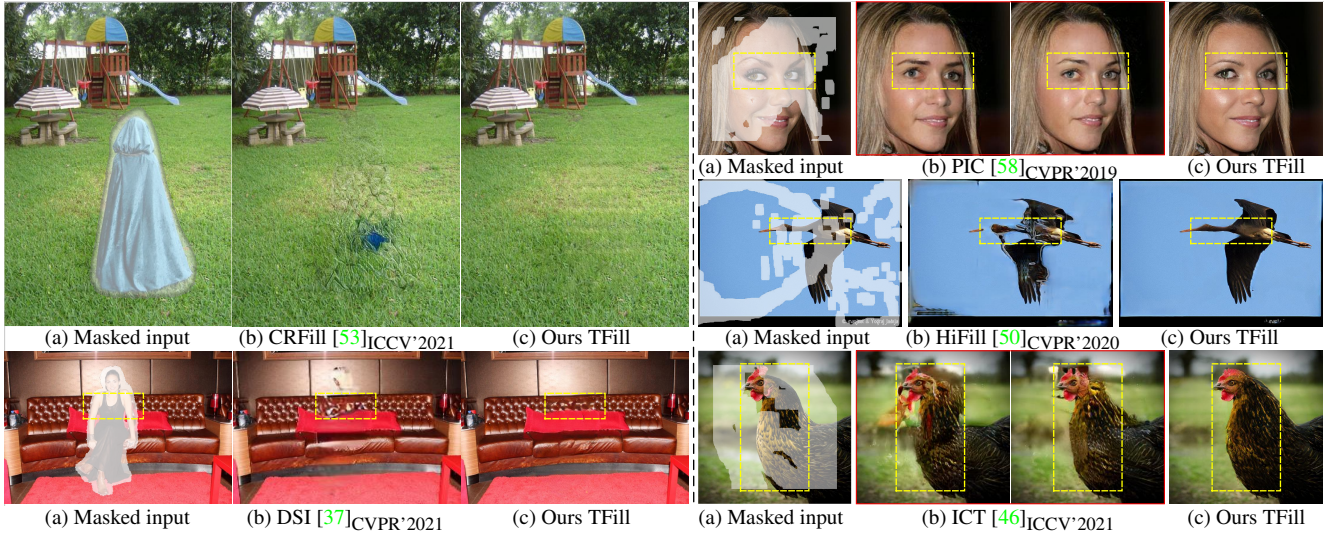 (a) Masked input
(b) CRFill [53]ICCV'2021
(c) Ours TFill
(a) Masked input
(b) DSI [37]CVPR'2021
(c) Ours TFill
(a) Masked input
(b) PIC [58]CVPR'2019
(c) Ours TFill
(a) Masked input
(b) HiFill [50]CVPR'2020
(c) Ours TFill
(a) Masked input
(b) ICT [46]ICCV'2021
(c) Ours TFill